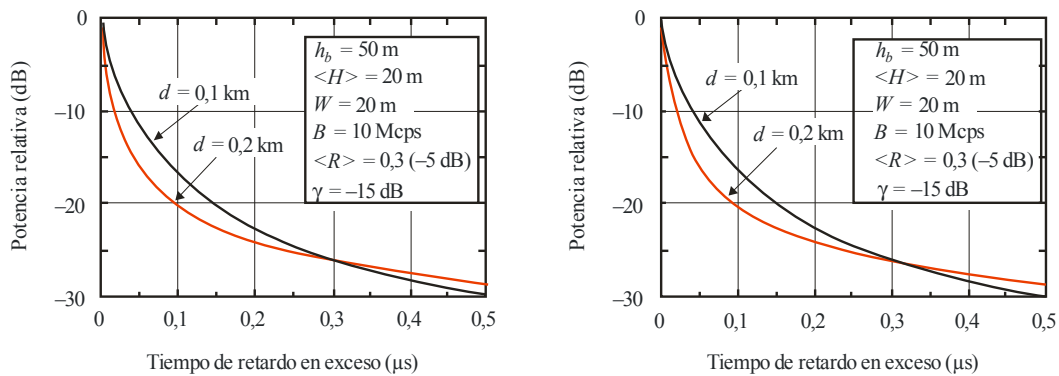 0
–10
–20
–30
Potencia relativa (dB)
d = 0,1 km
d = 0,2 km
h_b = 50 m
<H> = 20 m
W = 20 m
B = 10 Mcps
<R> = 0,3 (–5 dB)
γ = –15 dB
0 0,1 0,2 0,3 0,4 0,5
Tiempo de retardo en exceso (μs)
0
–10
–20
–30
Potencia relativa (dB)
d = 0,1 km
d = 0,2 km
h_b = 50 m
<H> = 20 m
W = 20 m
B = 10 Mcps
<R> = 0,3 (–5 dB)
γ = –15 dB
0 0,1 0,2 0,3 0,4 0,5
Tiempo de retardo en exceso (μs)